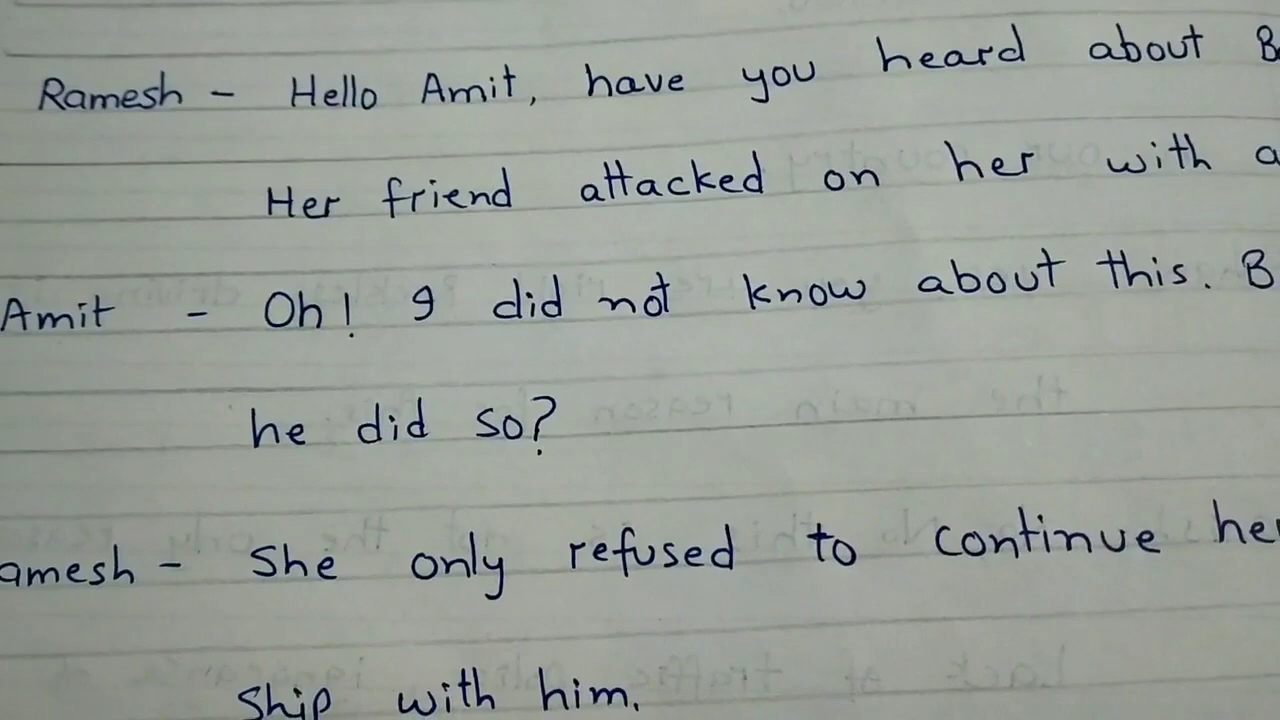 Ramesh - Hello Amit, have you heard about
Her friend attacked on her with a
Amit - Oh! I did not know about this. B
he did so?
amesh - She only refused to continue her
ship with him.